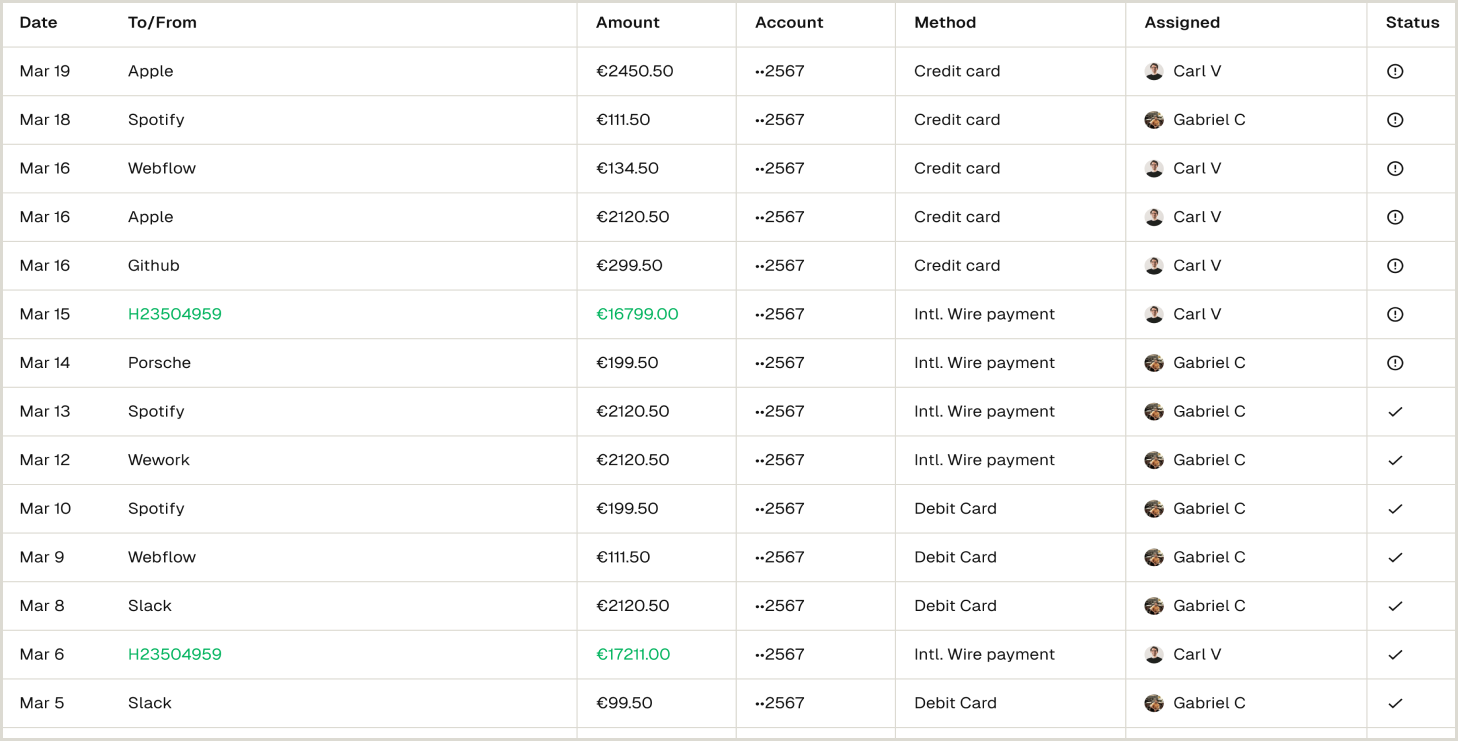 Date To/From Amount Account Method Assigned Status
Mar 19 Apple €2450.50 ••2567 Credit card Carl V
Mar 18 Spotify €111.50 ••2567 Credit card Gabriel C
Mar 16 Webflow €134.50 ••2567 Credit card Carl V
Mar 16 Apple €2120.50 ••2567 Credit card Carl V
Mar 16 Github €299.50 ••2567 Credit card Carl V
Mar 15 H23504959 €16799.00 ••2567 Intl. Wire payment Carl V
Mar 14 Porsche €199.50 ••2567 Intl. Wire payment Gabriel C
Mar 13 Spotify €2120.50 ••2567 Intl. Wire payment Gabriel C
Mar 12 Wework €2120.50 ••2567 Intl. Wire payment Gabriel C
Mar 10 Spotify €199.50 ••2567 Debit Card Gabriel C
Mar 9 Webflow €111.50 ••2567 Debit Card Gabriel C
Mar 8 Slack €2120.50 ••2567 Debit Card Gabriel C
Mar 6 H23504959 €17211.00 ••2567 Intl. Wire payment Carl V
Mar 5 Slack €99.50 ••2567 Debit Card Gabriel C